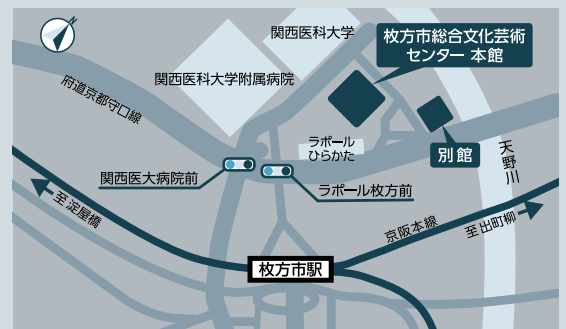 N
関西医科大学
枚方市総合文化芸術
センター 本館
関西医科大学附属病院
府道京都守口線
ラポール
ひらかた
別館
天野川
関西医大病院前
ラポール枚方前
至淀屋橋
京阪本線
至出町柳
枚方市駅